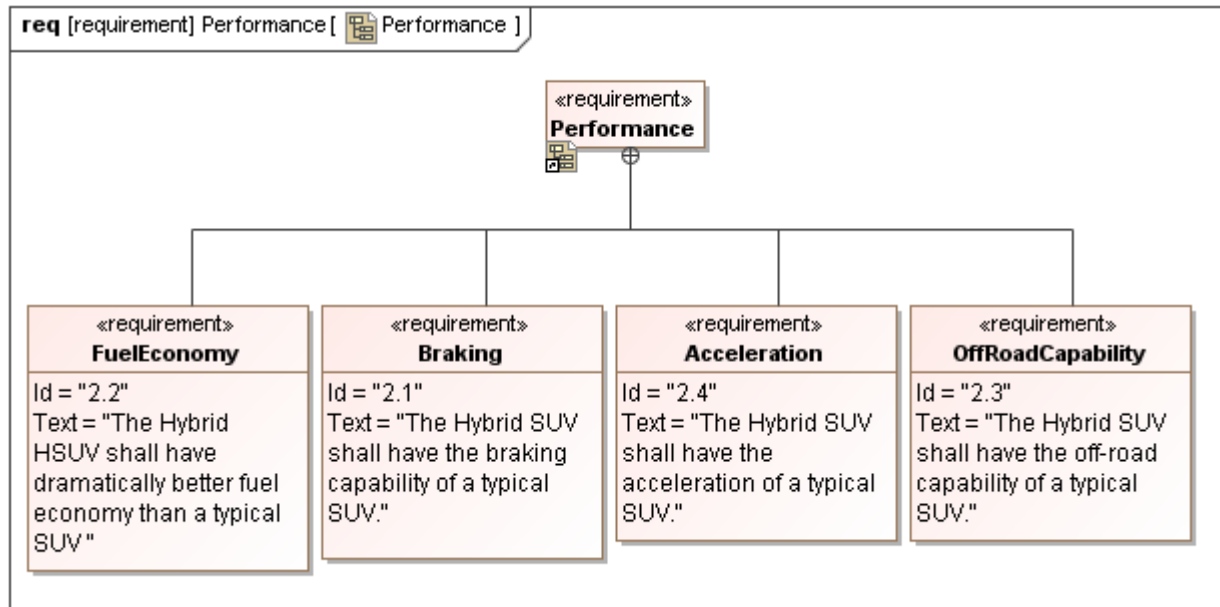 req [requirement] Performance [ Performance ]
«requirement»
Performance
«requirement»
FuelEconomy
Id = "2.2"
Text = "The Hybrid
HSUV shall have
dramatically better fuel
economy than a typical
SUV "
«requirement»
Braking
Id = "2.1"
Text = "The Hybrid SUV
shall have the braking
capability of a typical
SUV."
«requirement»
Acceleration
Id = "2.4"
Text = "The Hybrid SUV
shall have the
acceleration of a typical
SUV."
«requirement»
OffRoadCapability
Id = "2.3"
Text = "The Hybrid SUV
shall have the off-road
capability of a typical
SUV."